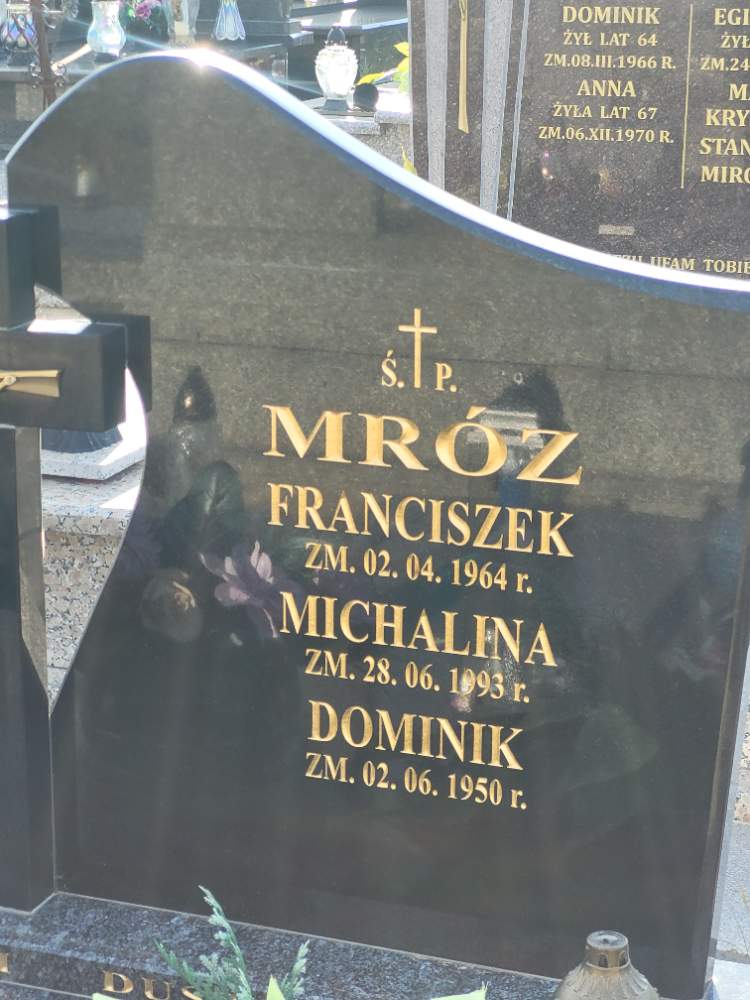 DOMINIK
ŻYŁ LAT 64
ZM.08.III.1966 R.
ANNA
ŻYŁA LAT 67
ZM.06.XII.1970 R.
UFAM TOBIE
Ś. P.
MRÓZ
FRANCISZEK
ZM. 02. 04. 1964 r.
MICHALINA
ZM. 28. 06. 1993 r.
DOMINIK
ZM. 02. 06. 1950 r.